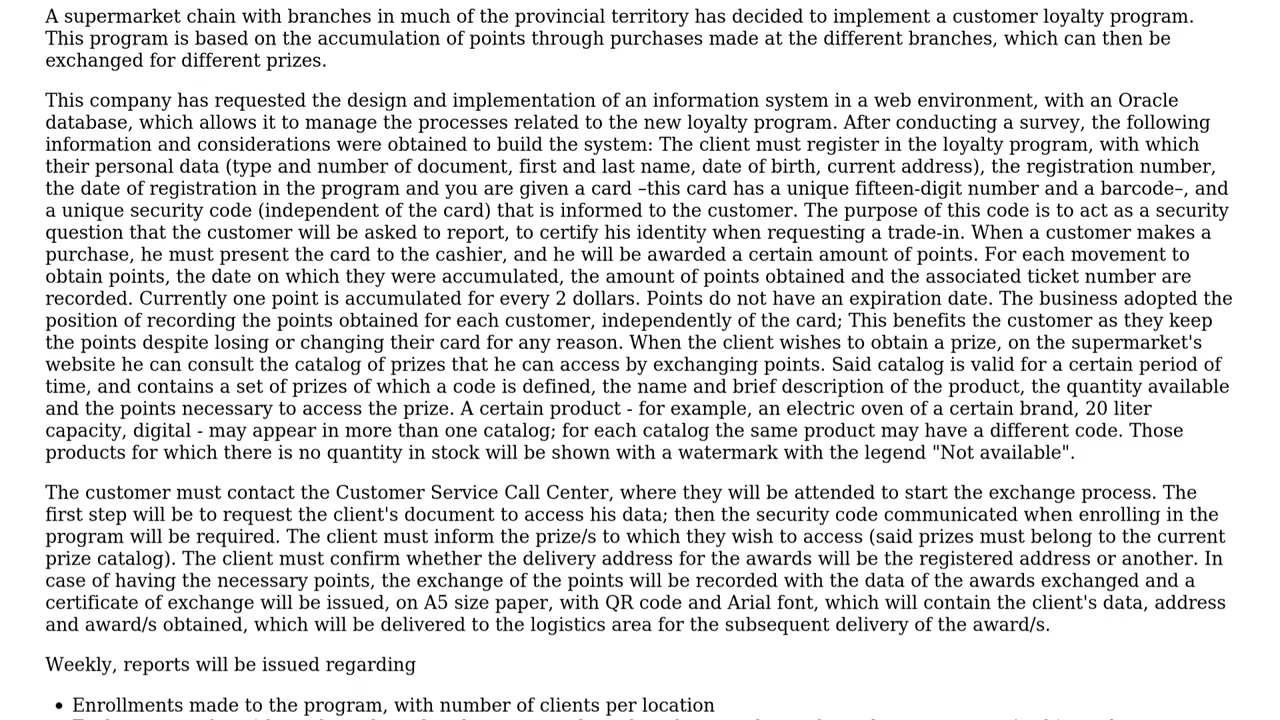 A supermarket chain with branches in much of the provincial territory has decided to implement a customer loyalty program.
This program is based on the accumulation of points through purchases made at the different branches, which can then be
exchanged for different prizes.
This company has requested the design and implementation of an information system in a web environment, with an Oracle
database, which allows it to manage the processes related to the new loyalty program. After conducting a survey, the following
information and considerations were obtained to build the system: The client must register in the loyalty program, with which
their personal data (type and number of document, first and last name, date of birth, current address), the registration number,
the date of registration in the program and you are given a card –this card has a unique fifteen-digit number and a barcode–, and
a unique security code (independent of the card) that is informed to the customer. The purpose of this code is to act as a security
question that the customer will be asked to report, to certify his identity when requesting a trade-in. When a customer makes a
purchase, he must present the card to the cashier, and he will be awarded a certain amount of points. For each movement to
obtain points, the date on which they were accumulated, the amount of points obtained and the associated ticket number are
recorded. Currently one point is accumulated for every 2 dollars. Points do not have an expiration date. The business adopted the
position of recording the points obtained for each customer, independently of the card; This benefits the customer as they keep
the points despite losing or changing their card for any reason. When the client wishes to obtain a prize, on the supermarket's
website he can consult the catalog of prizes that he can access by exchanging points. Said catalog is valid for a certain period of
time, and contains a set of prizes of which a code is defined, the name and brief description of the product, the quantity available
and the points necessary to access the prize. A certain product - for example, an electric oven of a certain brand, 20 liter
capacity, digital - may appear in more than one catalog; for each catalog the same product may have a different code. Those
products for which there is no quantity in stock will be shown with a watermark with the legend "Not available".
The customer must contact the Customer Service Call Center, where they will be attended to start the exchange process. The
first step will be to request the client's document to access his data; then the security code communicated when enrolling in the
program will be required. The client must inform the prize/s to which they wish to access (said prizes must belong to the current
prize catalog). The client must confirm whether the delivery address for the awards will be the registered address or another. In
case of having the necessary points, the exchange of the points will be recorded with the data of the awards exchanged and a
certificate of exchange will be issued, on A5 size paper, with QR code and Arial font, which will contain the client's data, address
and award/s obtained, which will be delivered to the logistics area for the subsequent delivery of the award/s.
Weekly, reports will be issued regarding
• Enrollments made to the program, with number of clients per location